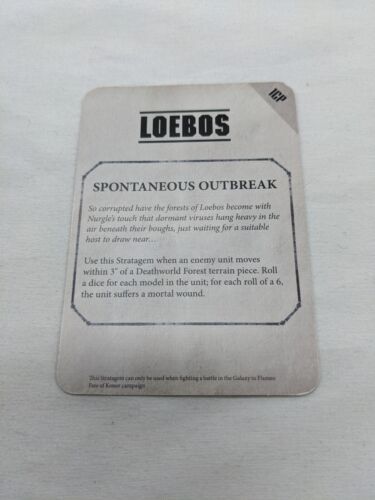 1CP
LOEBOS
SPONTANEOUS OUTBREAK
So corrupted have the forests of Loebos become with
Nurgle's touch that dormant viruses hang heavy in the
air beneath their boughs, just waiting for a suitable
host to draw near...
Use this Stratagem when an enemy unit moves
within 3" of a Deathworld Forest terrain piece. Roll
a dice for each model in the unit; for each roll of a 6,
the unit suffers a mortal wound.
This Stratagem can only be used when fighting a battle in the Galaxy in Flames:
Fate of Konor campaign